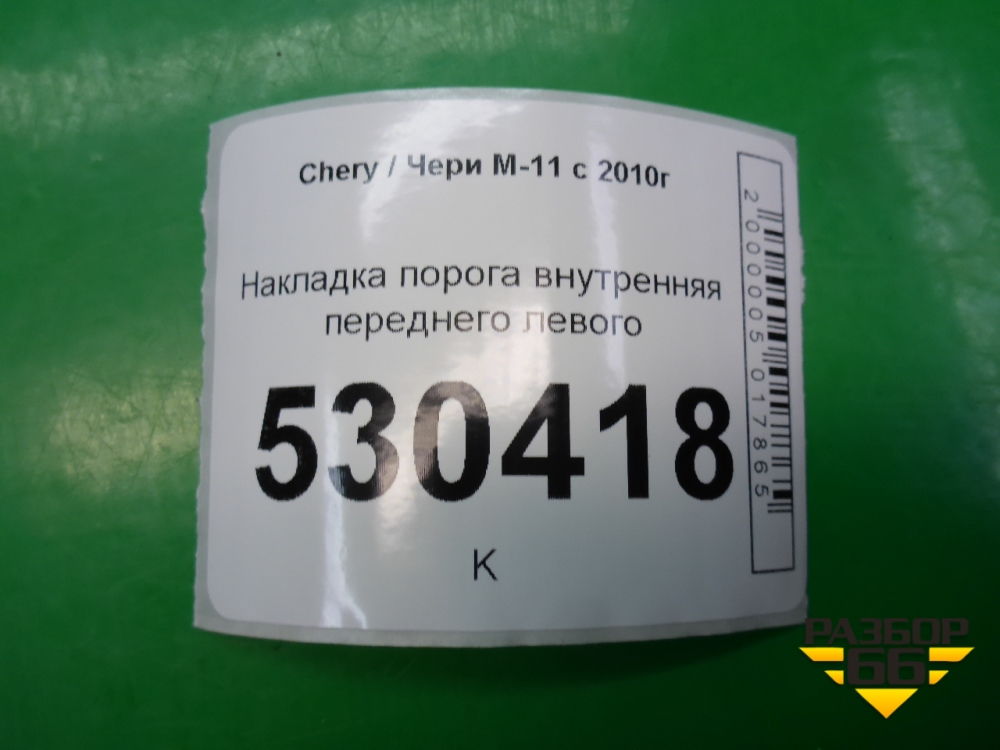 Chery / Чери М-11 с 2010г
Накладка порога внутренняя
переднего левого
530418
К
2000005017865
РАЗБОР
66